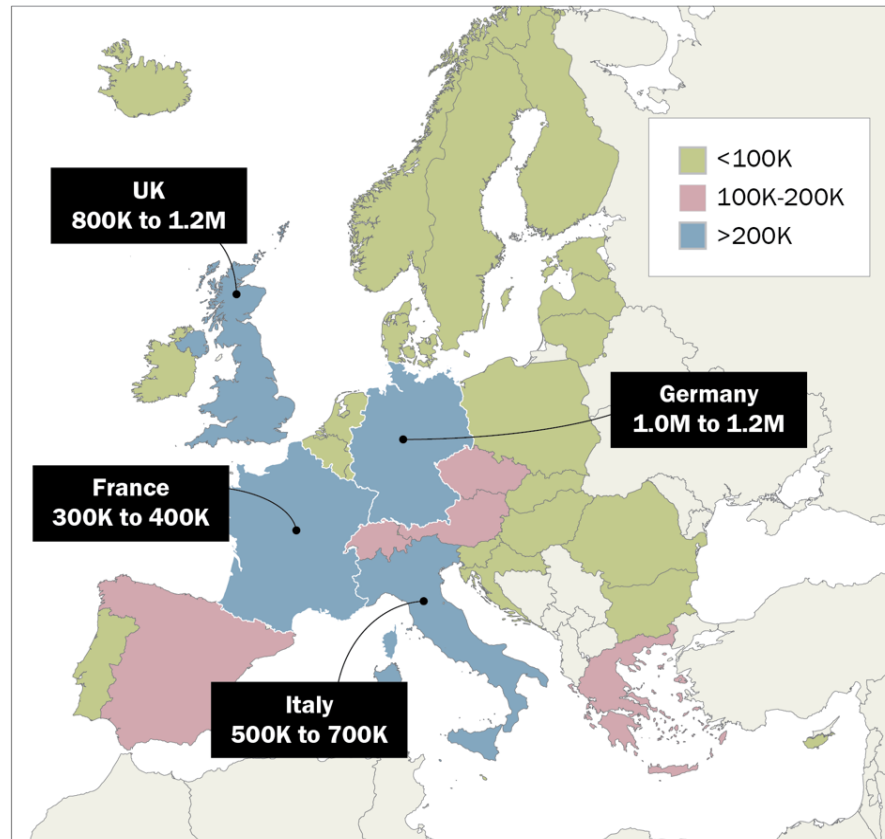 <100K
100K-200K
>200K
UK
800K to 1.2M
Germany
1.0M to 1.2M
France
300K to 400K
Italy
500K to 700K